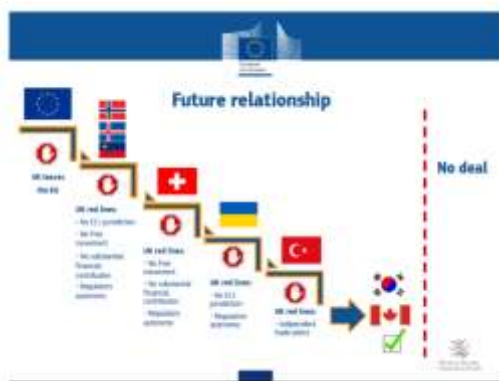 Future relationship
No deal
UK leaves
the EU
UK red lines:
- No ECJ jurisdiction
- No free
movement
- No substantial
financial
contribution
- Regulatory
autonomy
UK red lines:
- No free
movement
- No substantial
financial
contribution
- Regulatory
autonomy
UK red lines:
- No ECJ
jurisdiction
- Regulatory
autonomy
UK red lines:
- Independent
trade policy